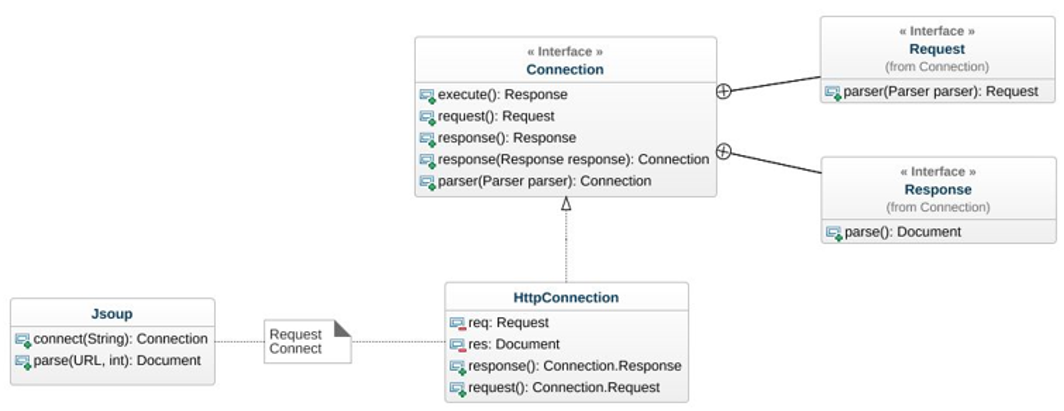 « Interface »
Connection
execute(): Response
request(): Request
response(): Response
response(Response response): Connection
parser(Parser parser): Connection
« Interface »
Request
(from Connection)
parser(Parser parser): Request
« Interface »
Response
(from Connection)
parse(): Document
Jsoup
connect(String): Connection
parse(URL, int): Document
Request
Connect
HttpConnection
req: Request
res: Document
response(): Connection.Response
request(): Connection.Request